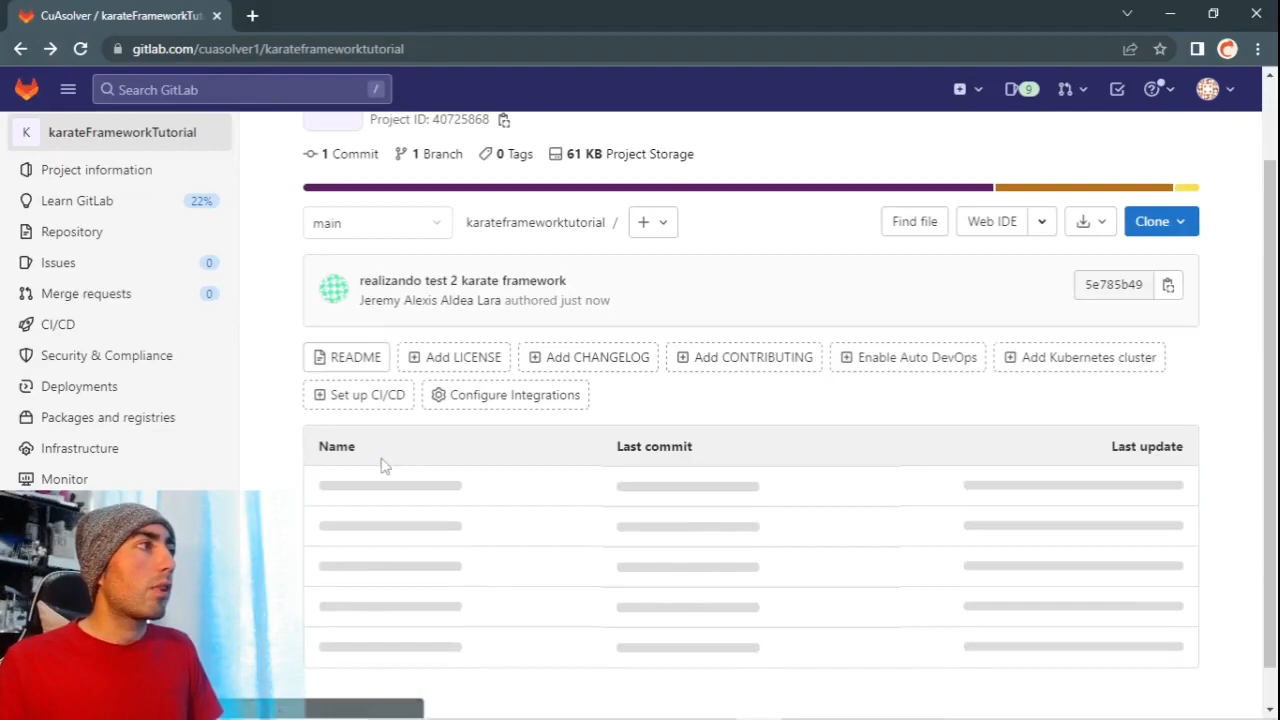 CuAsolver / karateFrameworkTut
gitlab.com/cuasolver1/karateframeworktutorial
Search GitLab /
9
K karateFrameworkTutorial
Project ID: 40725868
1 Commit 1 Branch 0 Tags 61 KB Project Storage
Project information
Learn GitLab 22%
Repository
Issues 0
Merge requests 0
CI/CD
Security & Compliance
Deployments
Packages and registries
Infrastructure
Monitor
main karateframeworktutorial / + Find file Web IDE Clone
realizando test 2 karate framework
Jeremy Alexis Aldea Lara authored just now
5e785b49
README Add LICENSE Add CHANGELOG Add CONTRIBUTING Enable Auto DevOps Add Kubernetes cluster
Set up CI/CD Configure Integrations
Name Last commit Last update